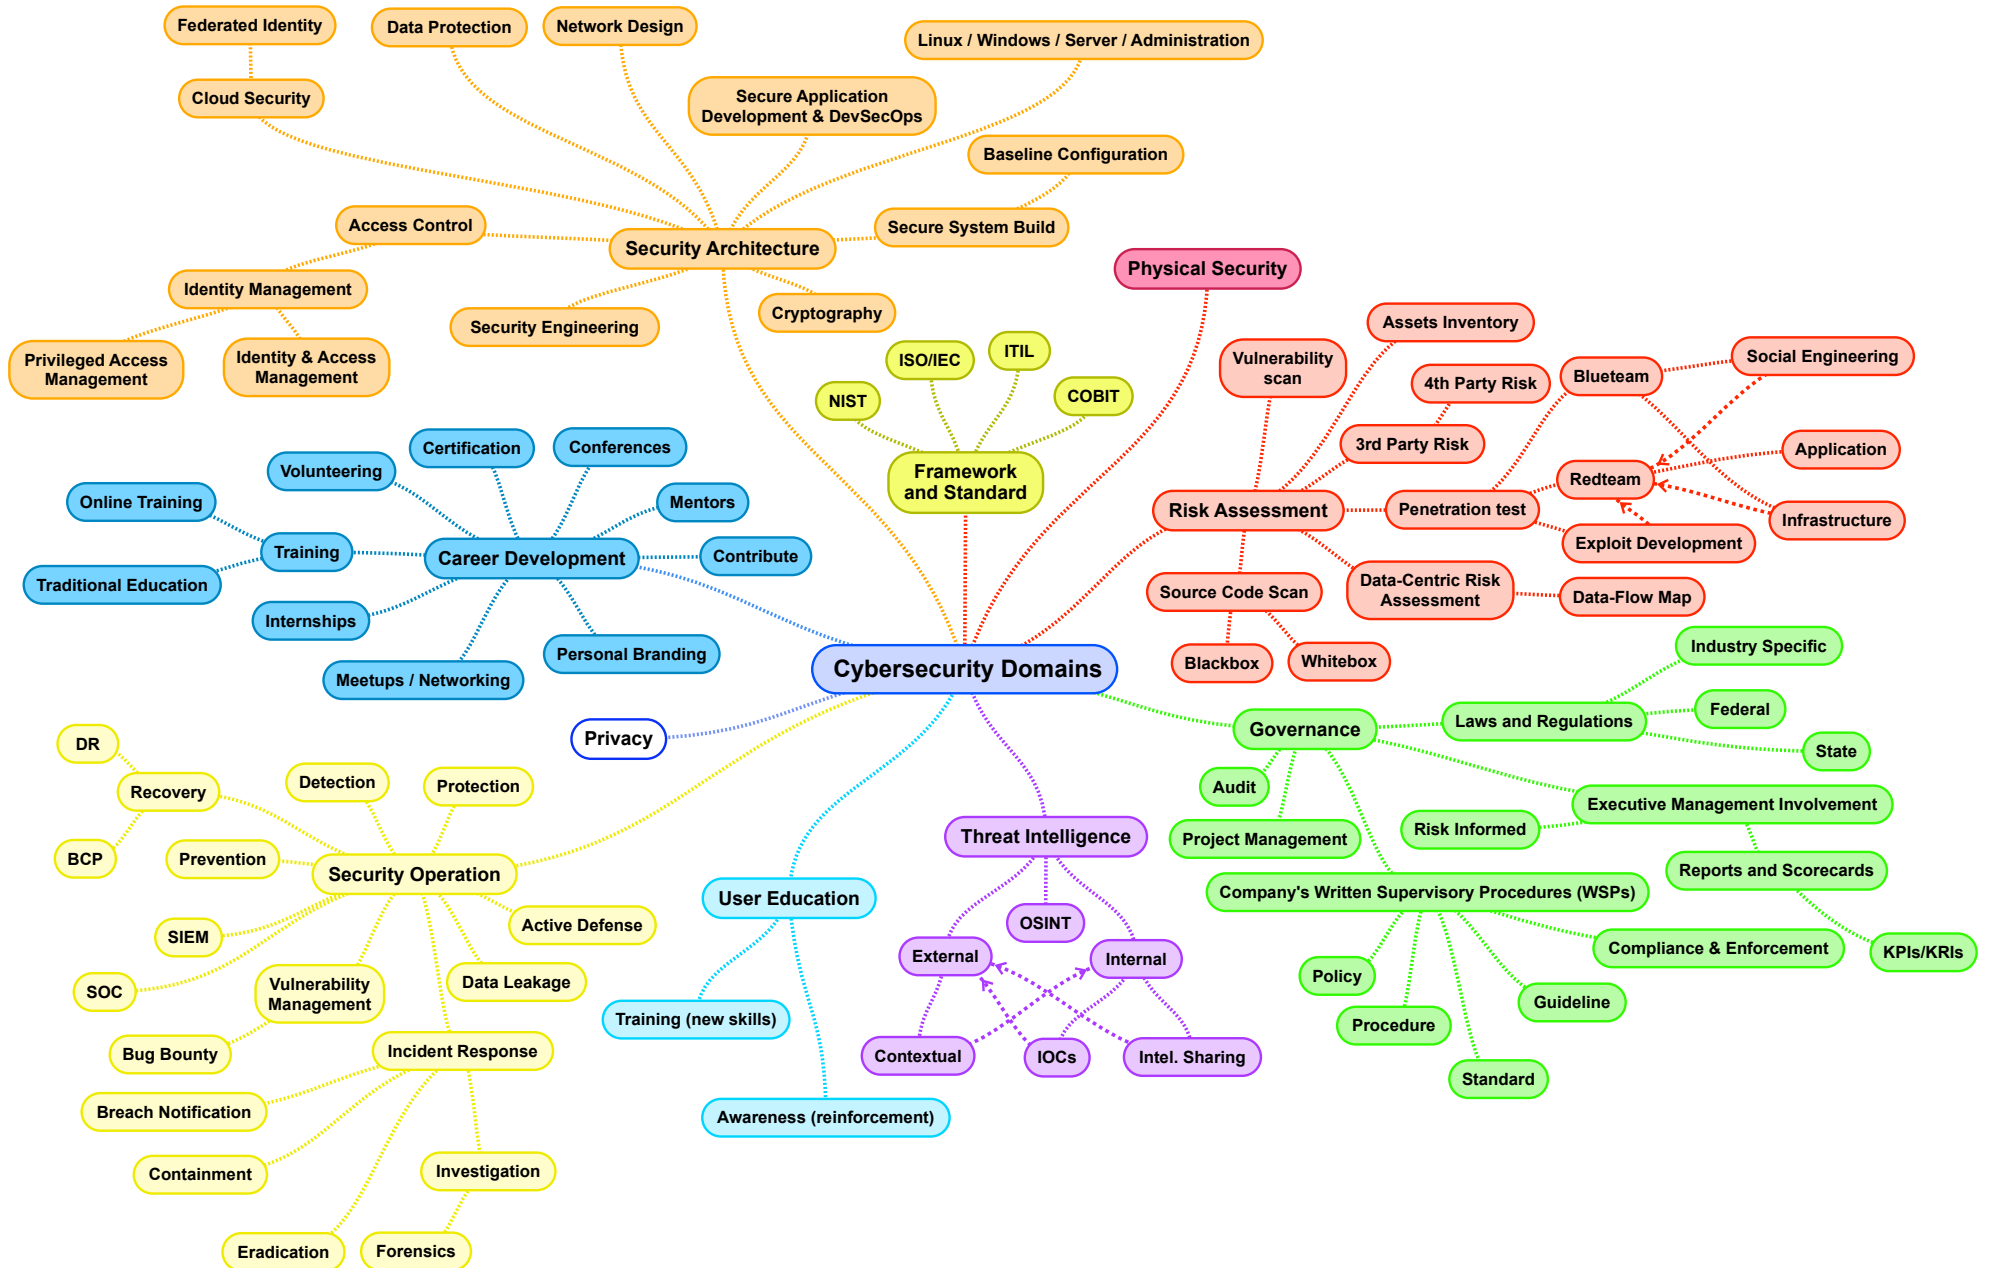 Federated Identity
Data Protection
Network Design
Linux / Windows / Server / Administration
Cloud Security
Secure Application
Development & DevSecOps
Baseline Configuration
Access Control
Secure System Build
Security Architecture
Identity Management
Cryptography
Security Engineering
Privileged Access
Management
Identity & Access
Management
Physical Security
Framework
and Standard
NIST
ISO/IEC
ITIL
COBIT
Risk Assessment
Vulnerability
scan
Assets Inventory
4th Party Risk
3rd Party Risk
Penetration test
Blueteam
Social Engineering
Redteam
Application
Infrastructure
Exploit Development
Source Code Scan
Blackbox
Whitebox
Data-Centric Risk
Assessment
Data-Flow Map
Career Development
Certification
Conferences
Volunteering
Mentors
Online Training
Training
Contribute
Traditional Education
Internships
Personal Branding
Meetups / Networking
Cybersecurity Domains
Privacy
Governance
Laws and Regulations
Industry Specific
Federal
State
Audit
Project Management
Executive Management Involvement
Risk Informed
Reports and Scorecards
KPIs/KRIs
Company's Written Supervisory Procedures (WSPs)
Compliance & Enforcement
Policy
Procedure
Guideline
Standard
Threat Intelligence
External
OSINT
Internal
Contextual
IOCs
Intel. Sharing
User Education
Training (new skills)
Awareness (reinforcement)
Security Operation
DR
Recovery
BCP
Detection
Protection
Prevention
Active Defense
SIEM
SOC
Vulnerability
Management
Data Leakage
Bug Bounty
Incident Response
Breach Notification
Containment
Investigation
Eradication
Forensics